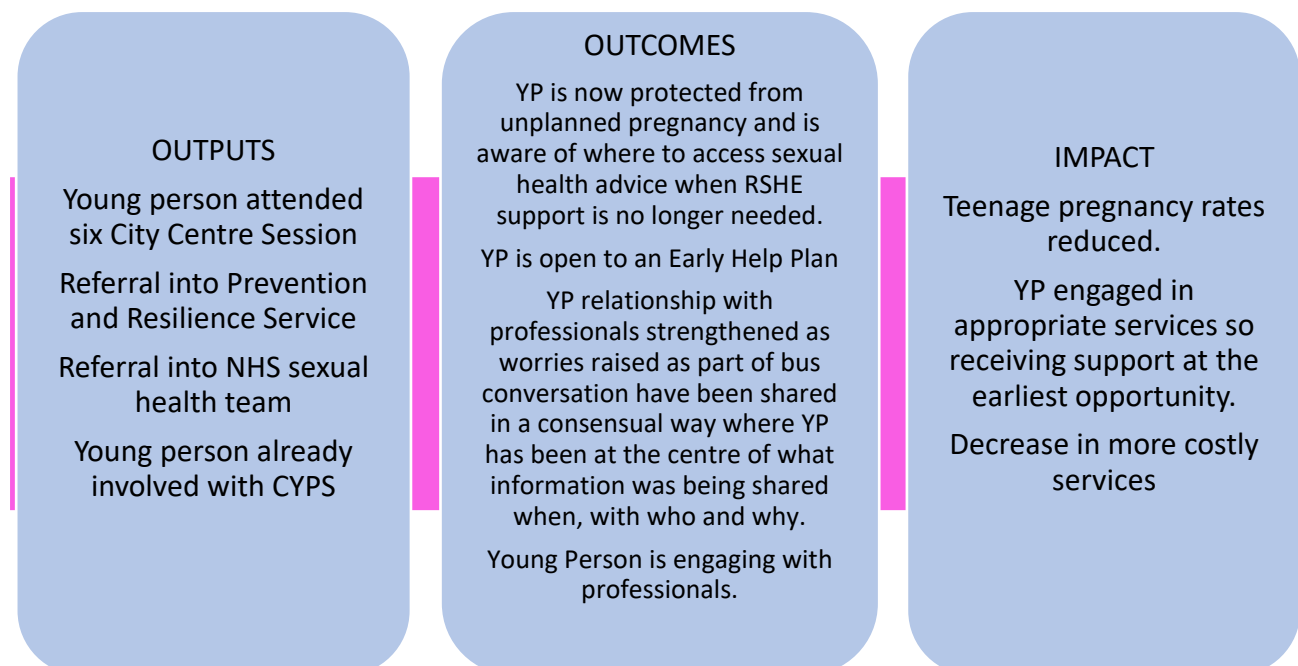 OUTPUTS
Young person attended
six City Centre Session
Referral into Prevention
and Resilience Service
Referral into NHS sexual
health team
Young person already
involved with CYPS
OUTCOMES
YP is now protected from
unplanned pregnancy and is
aware of where to access sexual
health advice when RSHE
support is no longer needed.
YP is open to an Early Help Plan
YP relationship with
professionals strengthened as
worries raised as part of bus
conversation have been shared
in a consensual way where YP
has been at the centre of what
information was being shared
when, with who and why.
Young Person is engaging with
professionals.
IMPACT
Teenage pregnancy rates
reduced.
YP engaged in
appropriate services so
receiving support at the
earliest opportunity.
Decrease in more costly
services